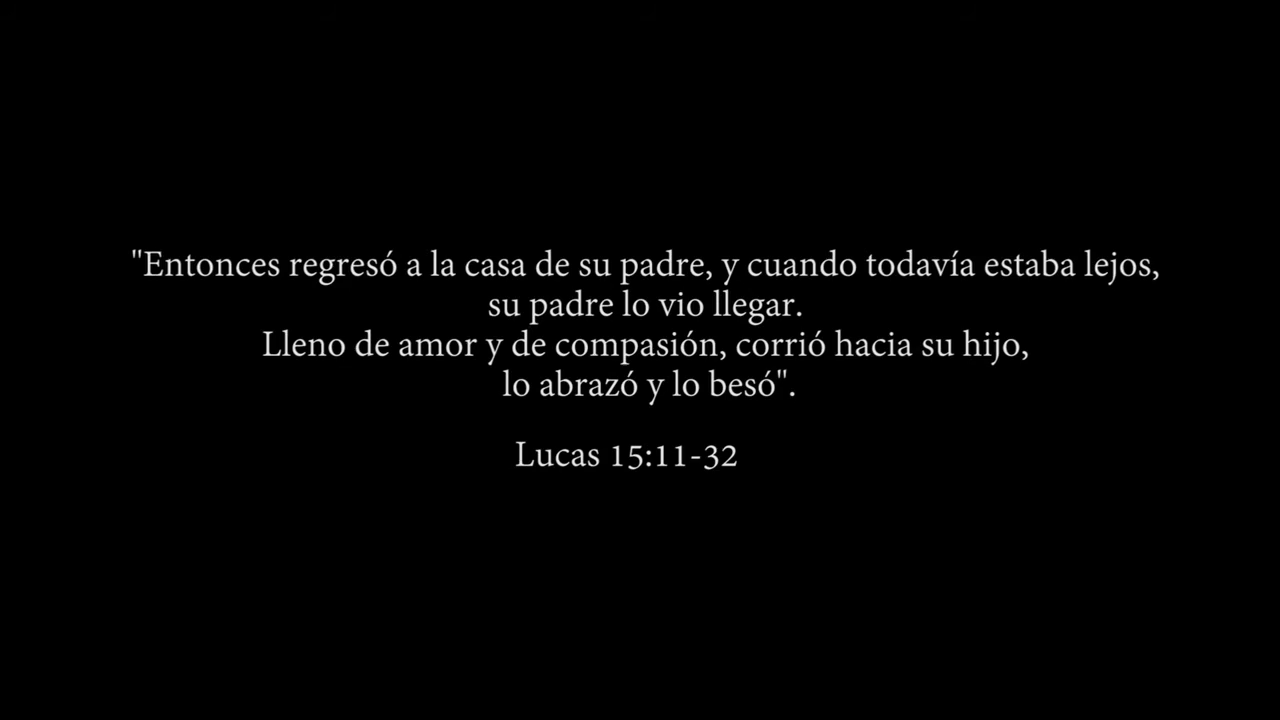 "Entonces regresó a la casa de su padre, y cuando todavía estaba lejos,
su padre lo vio llegar.
Lleno de amor y de compasión, corrió hacia su hijo,
lo abrazó y lo besó".
Lucas 15:11-32